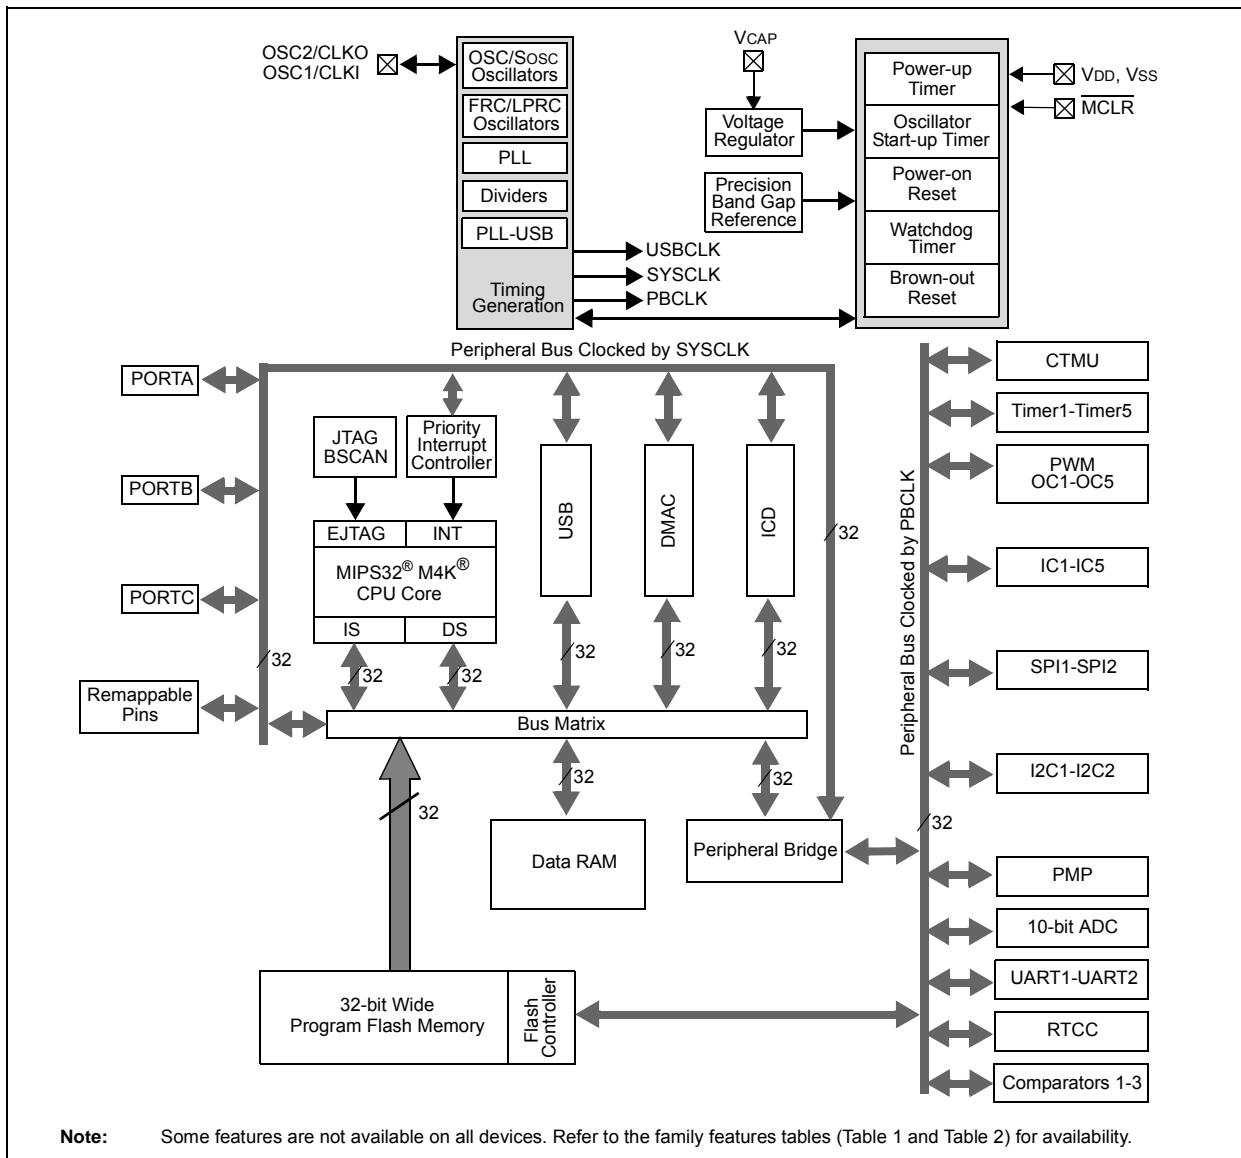 OSC2/CLKO
OSC1/CLKI
OSC/SOSC
Oscillators
FRC/LPRC
Oscillators
PLL
Dividers
PLL-USB
Timing
Generation
USBCLK
SYSCLK
PBCLK
VCAP
Voltage
Regulator
Precision
Band Gap
Reference
Power-up
Timer
Oscillator
Start-up Timer
Power-on
Reset
Watchdog
Timer
Brown-out
Reset
VDD, VSS
MCLR
Peripheral Bus Clocked by SYSCLK
PORTA
PORTB
PORTC
Remappable
Pins
32
JTAG
BSCAN
Priority
Interrupt
Controller
EJTAG
INT
MIPS32® M4K®
CPU Core
IS
DS
32
32
USB
32
DMAC
32
ICD
32
32
Bus Matrix
32
32
32
Data RAM
Peripheral Bridge
32-bit Wide
Program Flash Memory
Flash
Controller
Peripheral Bus Clocked by PBCLK
32
CTMU
Timer1-Timer5
PWM
OC1-OC5
IC1-IC5
SPI1-SPI2
I2C1-I2C2
PMP
10-bit ADC
UART1-UART2
RTCC
Comparators 1-3
Note: Some features are not available on all devices. Refer to the family features tables (Table 1 and Table 2) for availability.